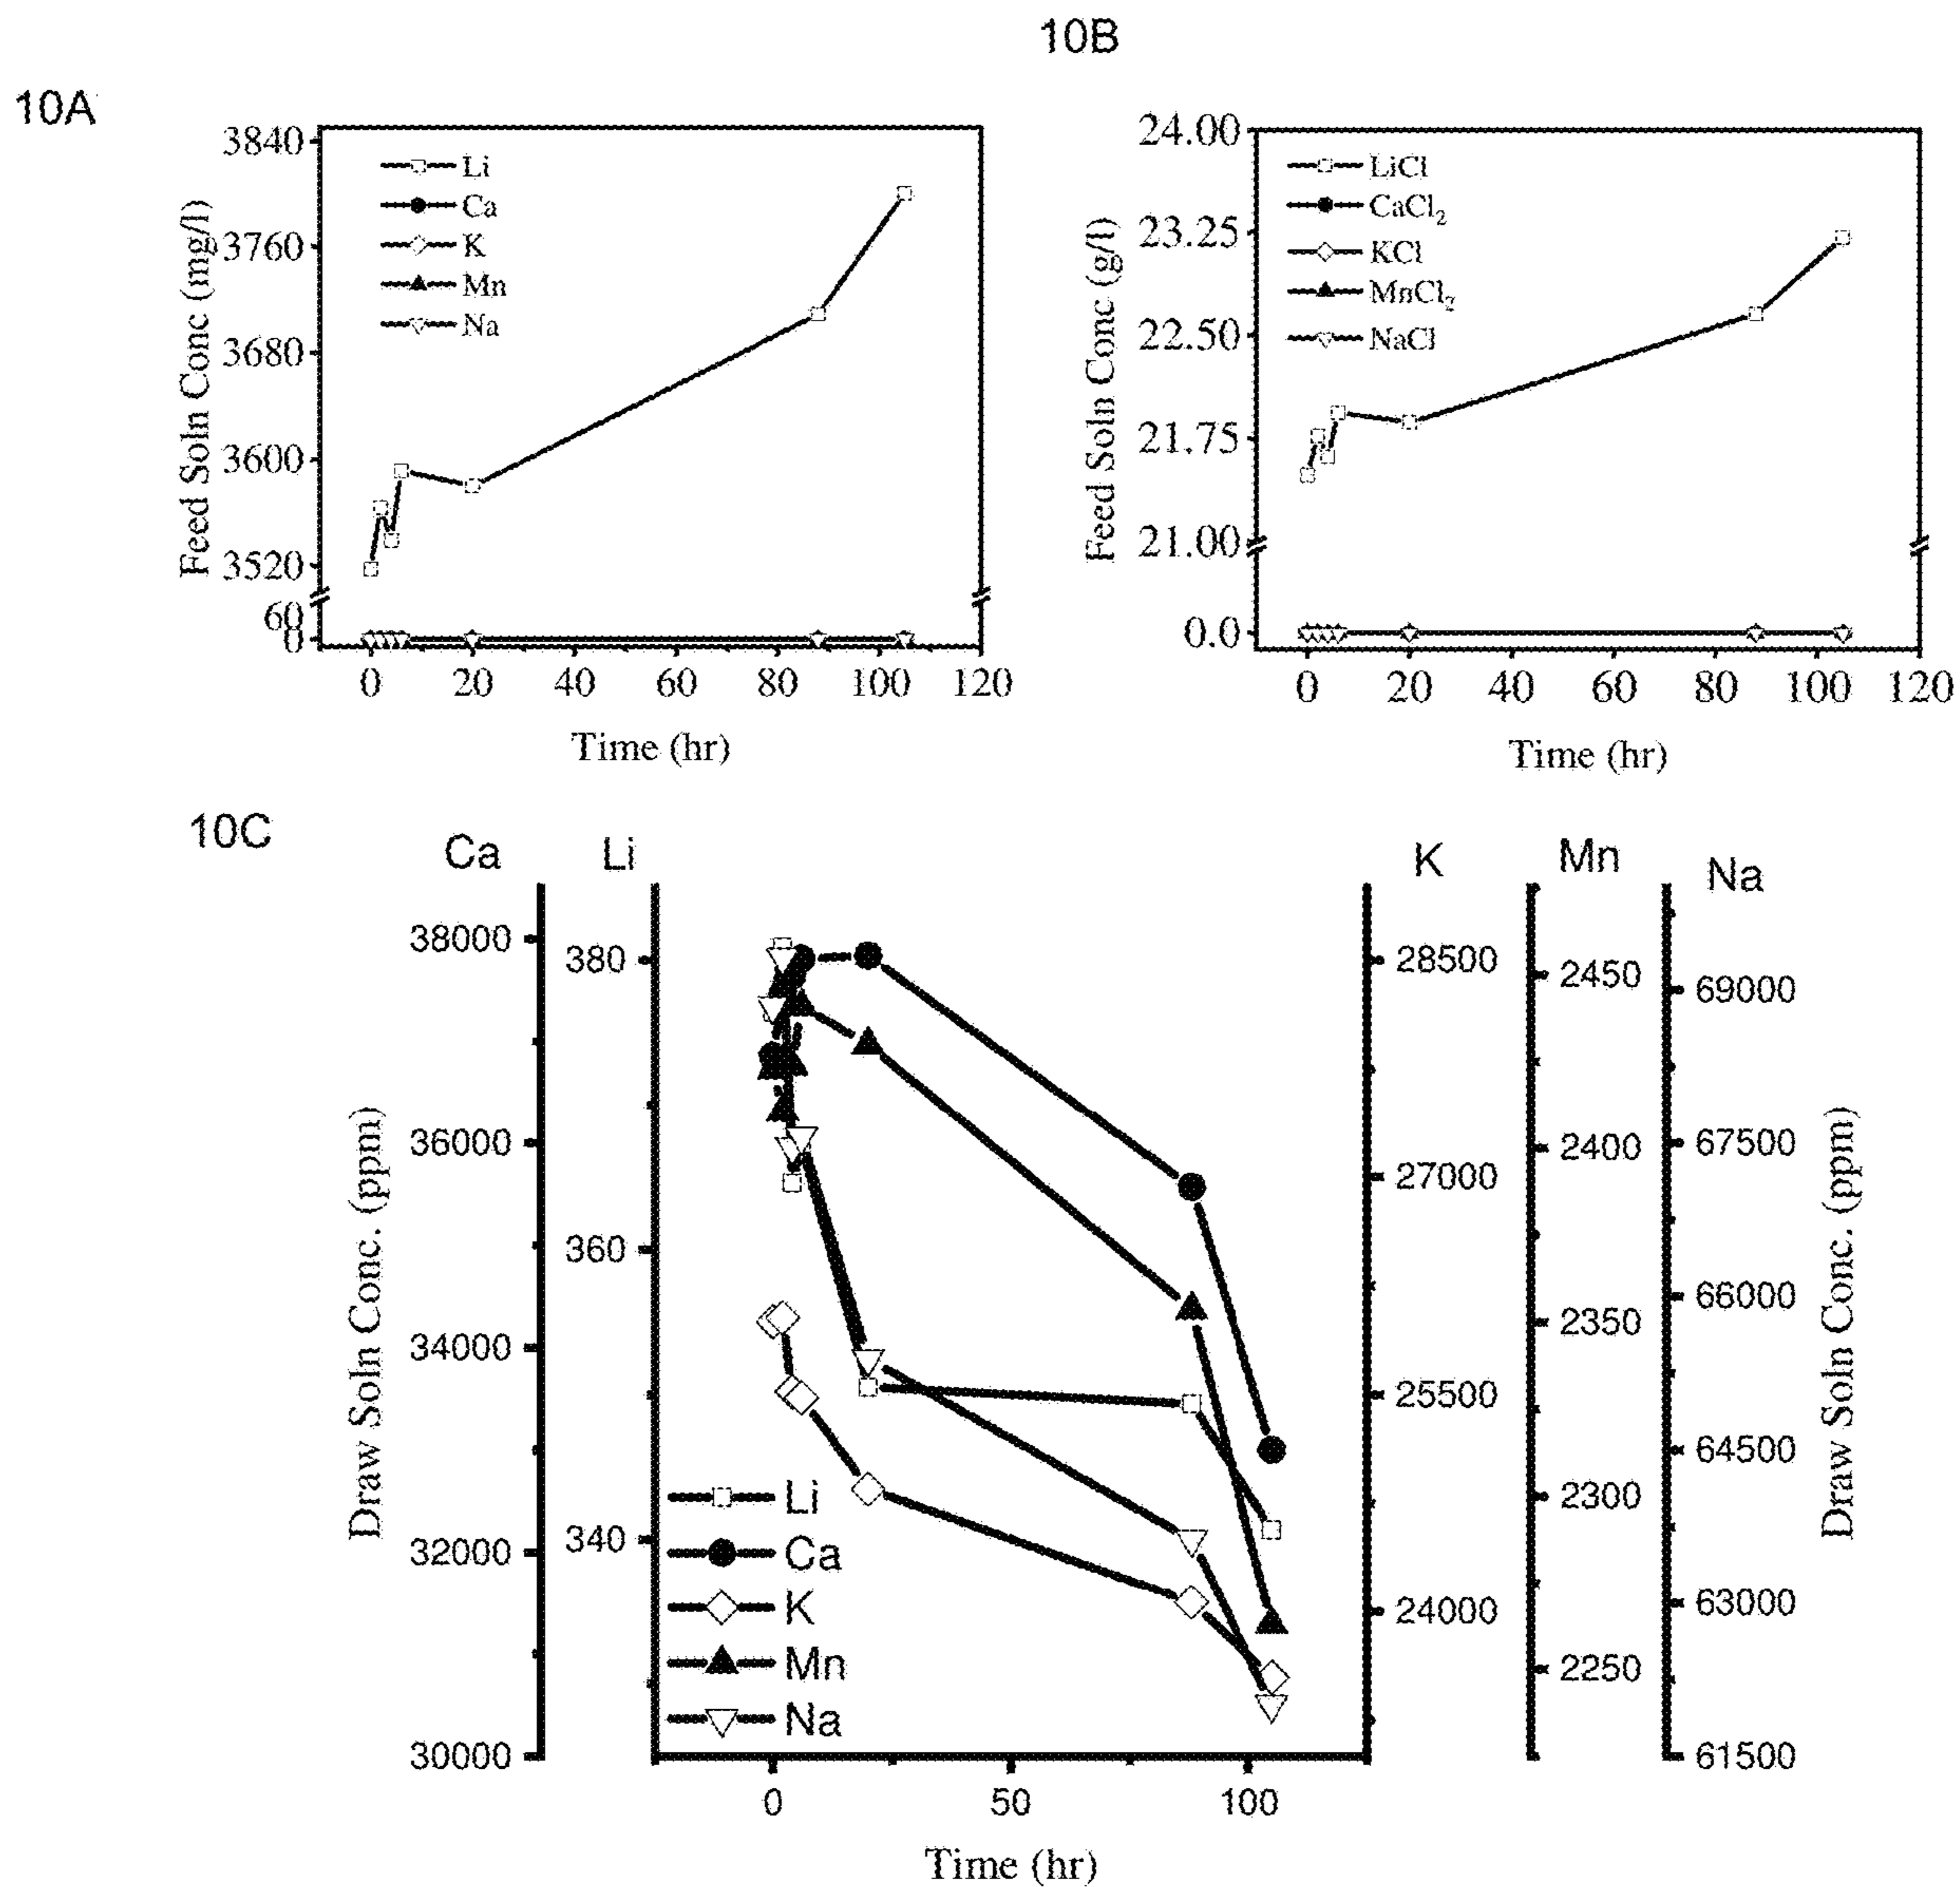 10A
Feed Soln Conc (mg/l)
3840
3760
3680
3600
3520
60
0
Li
Ca
K
Mn
Na
0 20 40 60 80 100 120
Time (hr)
10B
Feed Soln Conc (g/l)
24.00
23.25
22.50
21.75
21.00
0.0
LiCl
CaCl₂
KCl
MnCl₂
NaCl
0 20 40 60 80 100 120
Time (hr)
10C
Draw Soln Conc. (ppm)
Ca
38000
36000
34000
32000
30000
Li
380
360
340
Li
Ca
K
Mn
Na
0 50 100
Time (hr)
K
28500
27000
25500
24000
Mn
2450
2400
2350
2300
2250
Na
69000
67500
66000
64500
63000
61500
Draw Soln Conc. (ppm)